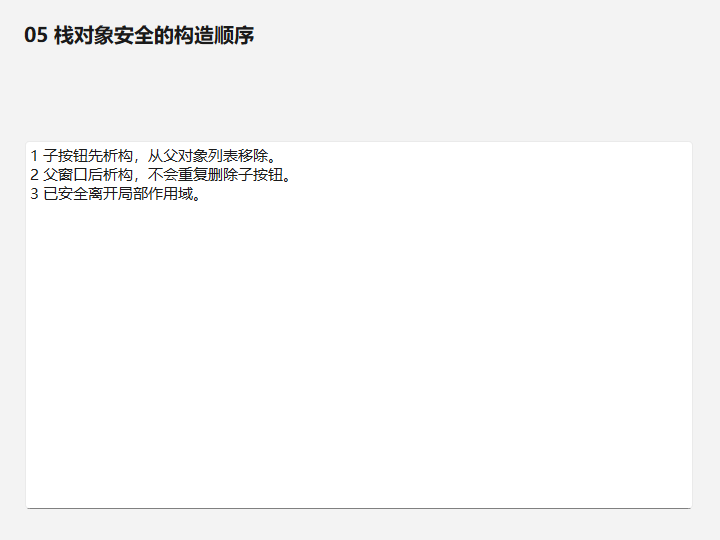 05 栈对象安全的构造顺序
1 子按钮先析构，从父对象列表移除。
2 父窗口后析构，不会重复删除子按钮。
3 已安全离开局部作用域。